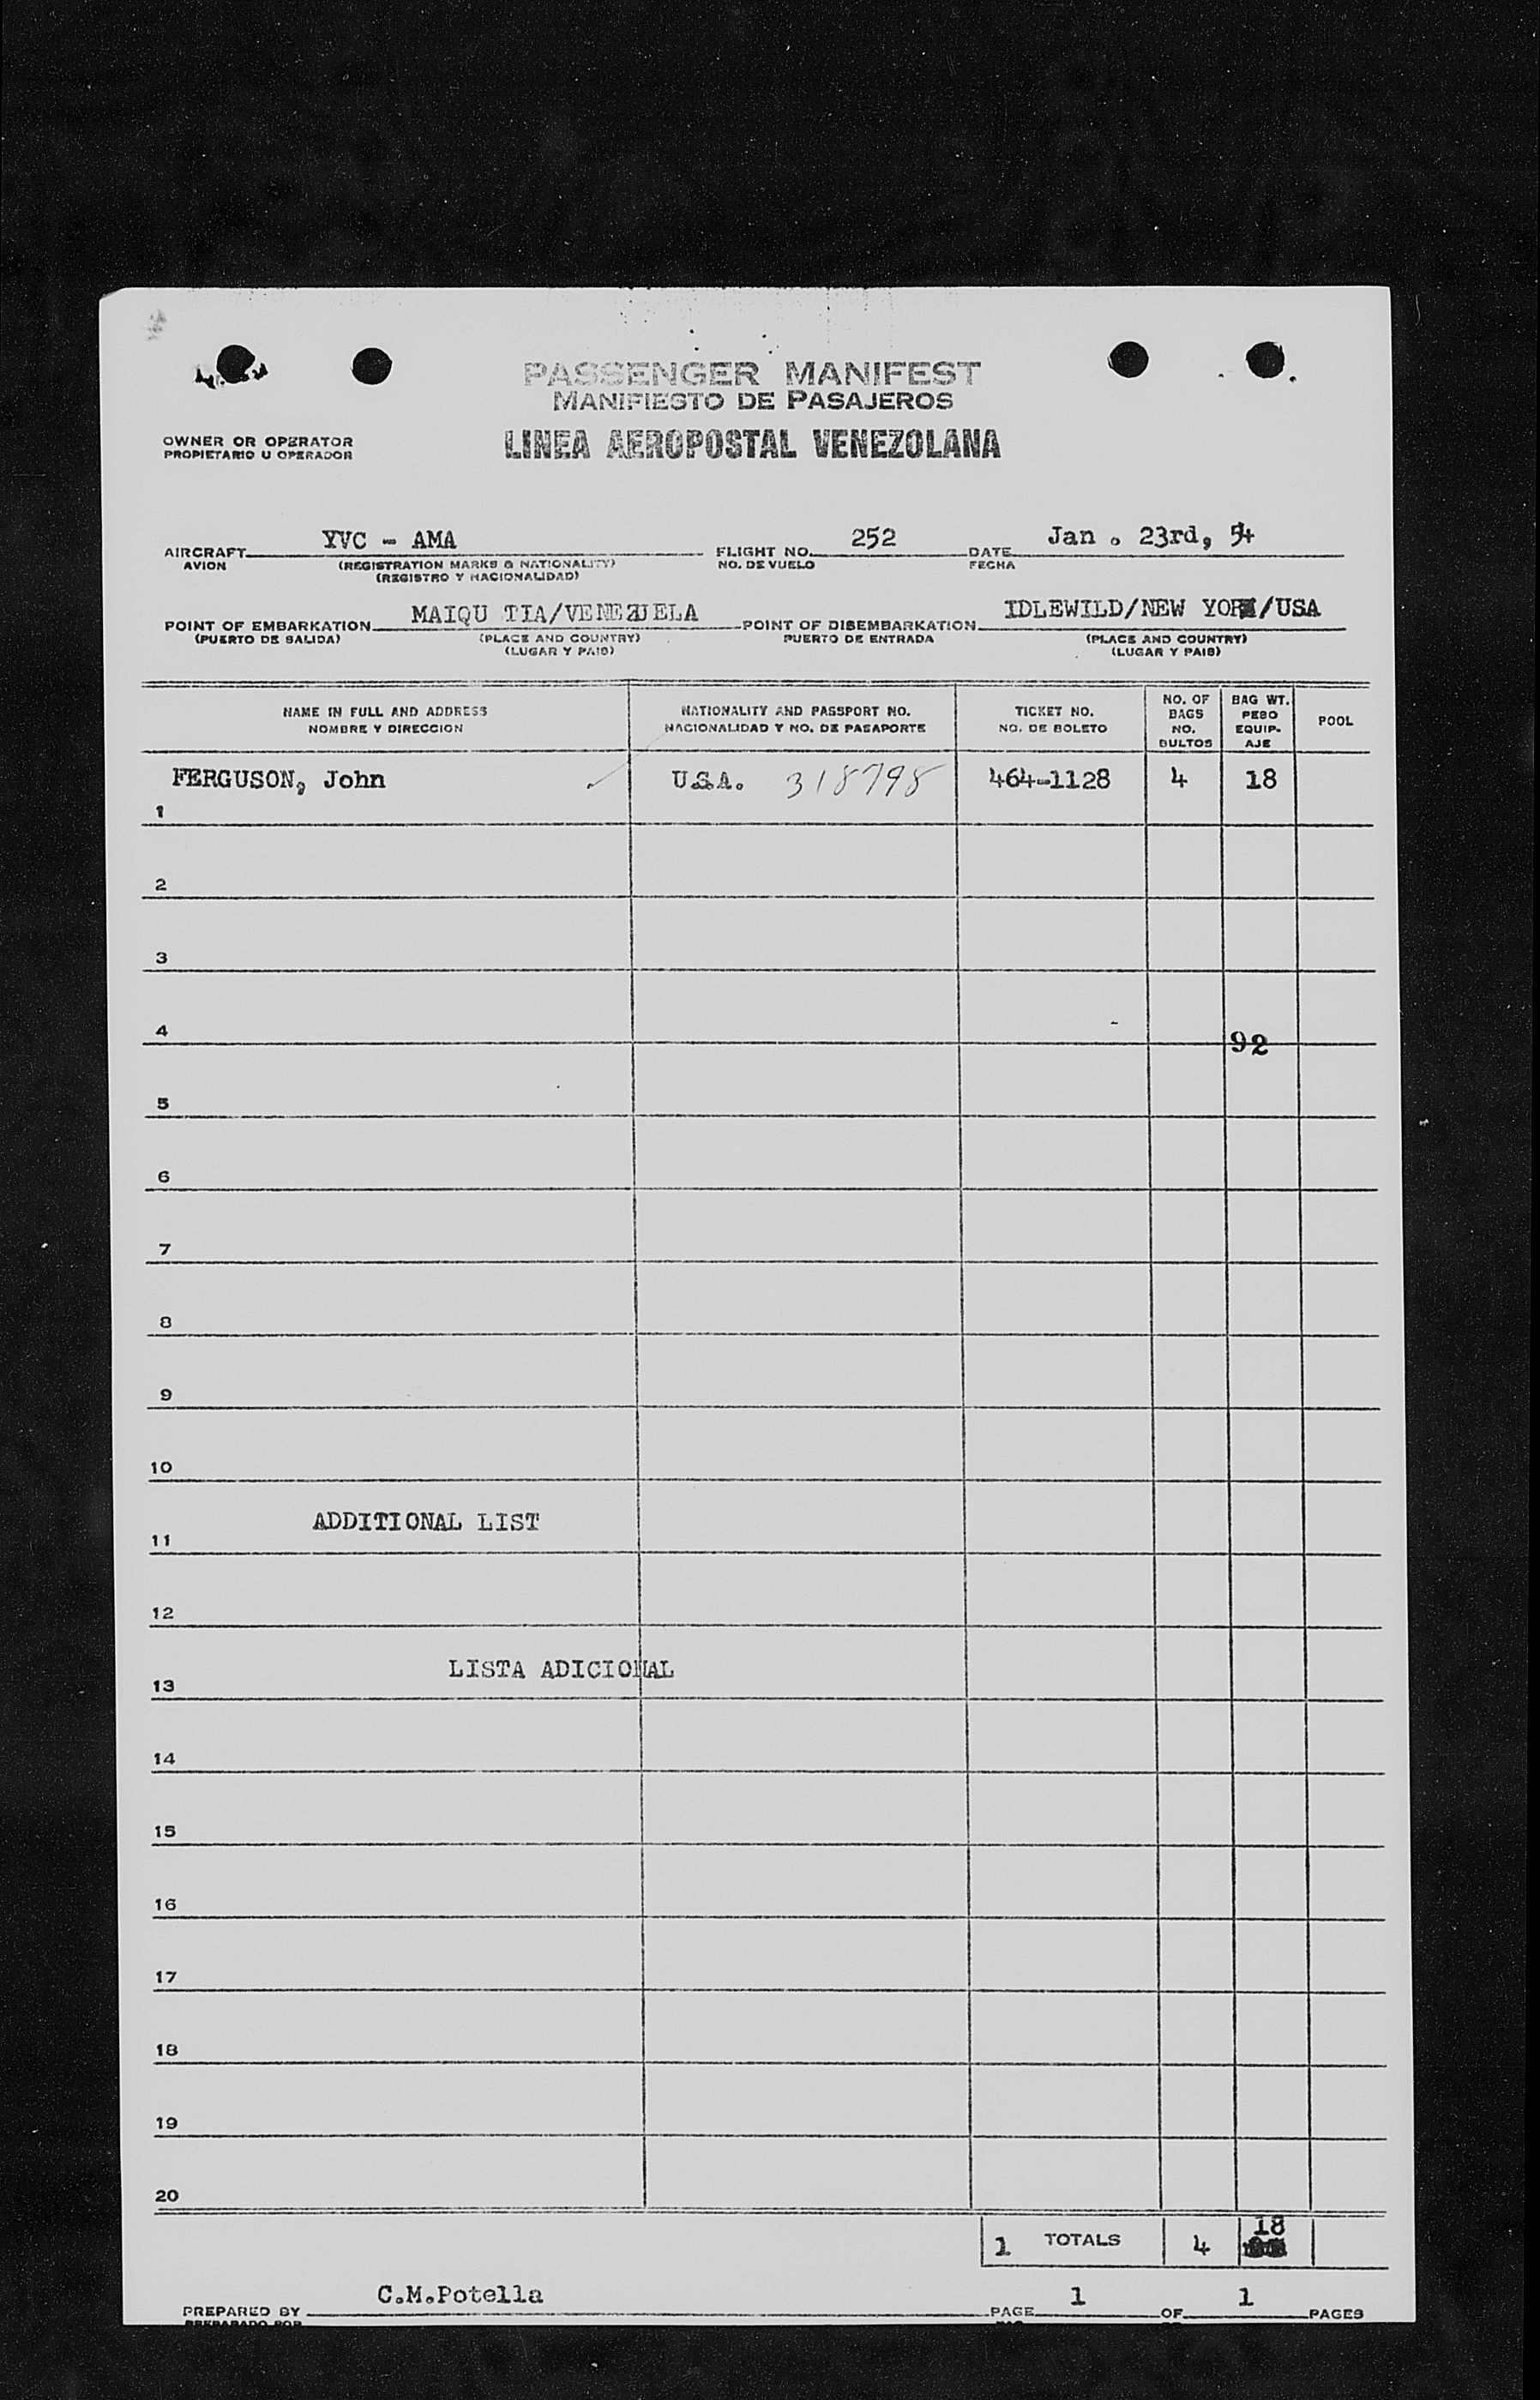 PASSENGER MANIFEST
MANIFIESTO DE PASAJEROS
OWNER OR OPERATOR
PROPIETARIO U OPERADOR
LINEA AEROPOSTAL VENEZOLANA
AIRCRAFT YVC - AMA FLIGHT NO. 252 DATE Jan . 23rd, 54
AVION (REGISTRATION MARKS & NATIONALITY) NO. DE VUELO FECHA
(REGISTRO Y NACIONALIDAD)
POINT OF EMBARKATION MAIQU TIA/VENEZUELA POINT OF DISEMBARKATION IDLEWILD/NEW YORK/USA
(PUERTO DE SALIDA) (PLACE AND COUNTRY) PUERTO DE ENTRADA (PLACE AND COUNTRY)
(LUGAR Y PAIS) (LUGAR Y PAIS)
NAME IN FULL AND ADDRESS
NOMBRE Y DIRECCION
NATIONALITY AND PASSPORT NO.
NACIONALIDAD Y NO. DE PASAPORTE
TICKET NO.
NO. DE BOLETO
NO. OF
BAGS
NO.
BULTOS
BAG WT.
PESO
EQUIP-
AJE
POOL
FERGUSON, John U.S.A. 318798 464-1128 4 18
1
2
3
4
92
5
6
7
8
9
10
ADDITIONAL LIST
11
12
LISTA ADICIONAL
13
14
15
16
17
18
19
20
1 TOTALS 4 18
PREPARED BY C.M.Potella PAGE 1 OF 1 PAGES
PREPARADO POR